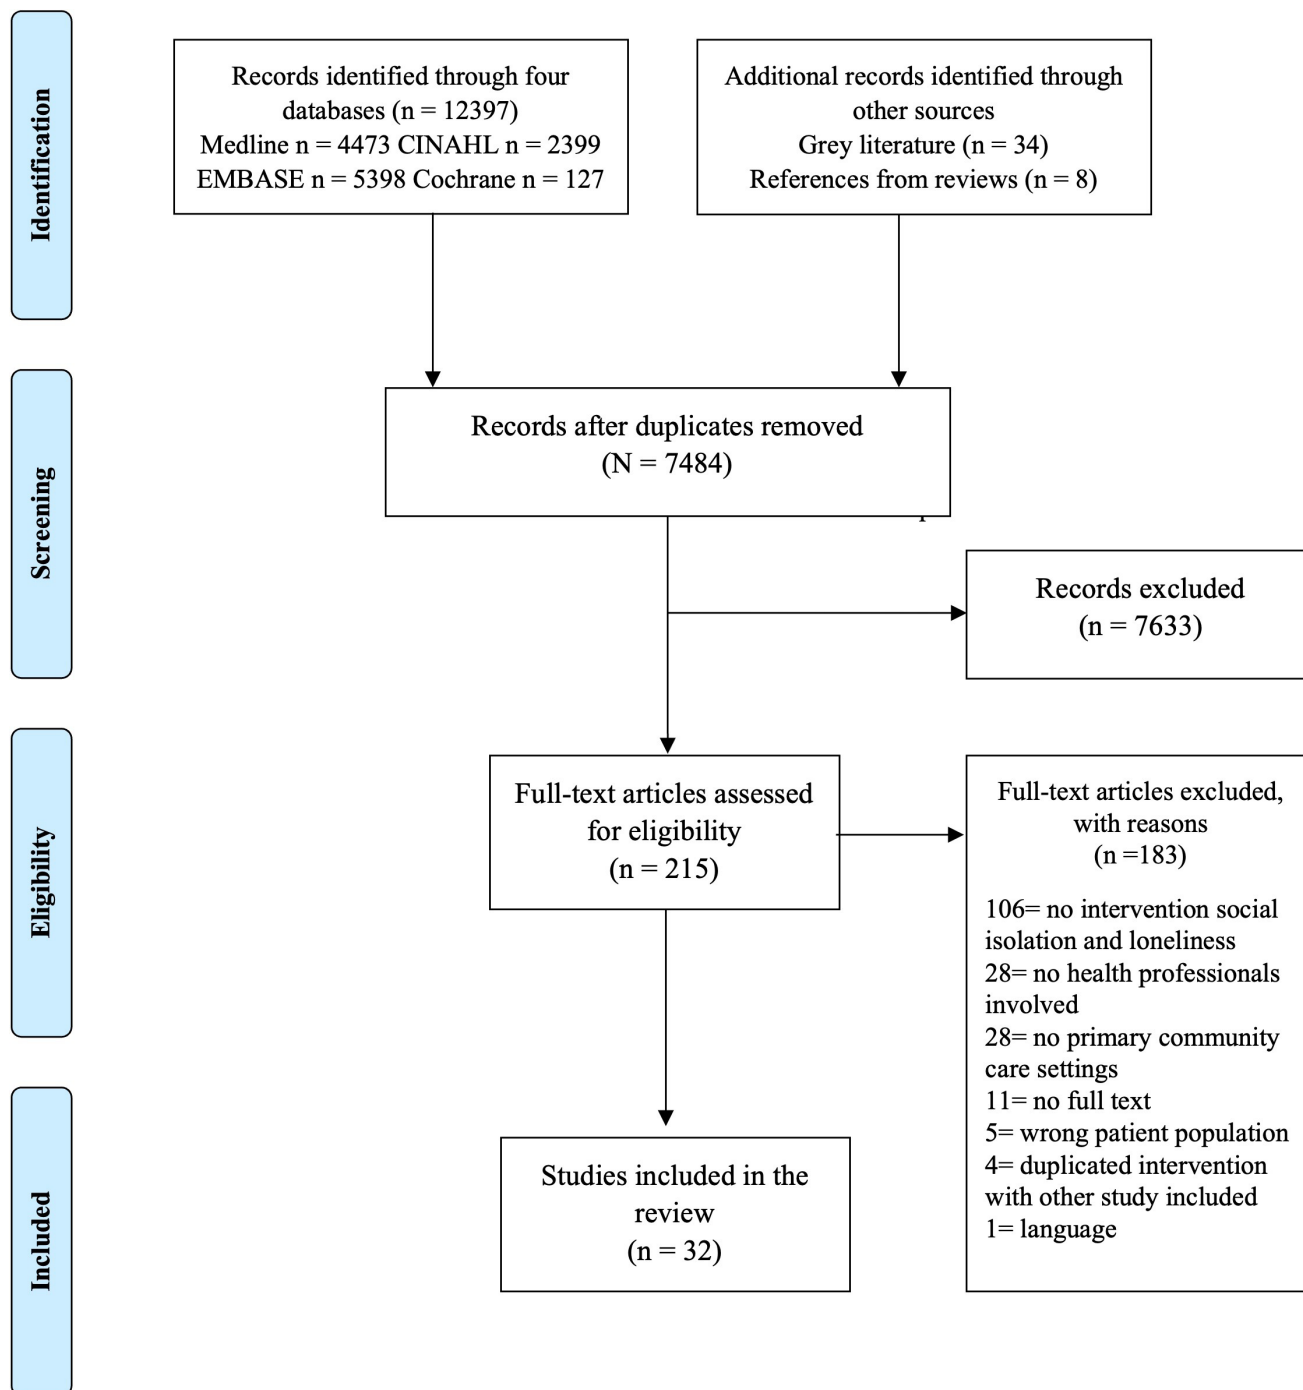 Identification
Records identified through four
databases (n = 12397)
Medline n = 4473 CINAHL n = 2399
EMBASE n = 5398 Cochrane n = 127
Additional records identified through
other sources
Grey literature (n = 34)
References from reviews (n = 8)
Screening
Records after duplicates removed
(N = 7484)
Records excluded
(n = 7633)
Eligibility
Full-text articles assessed
for eligibility
(n = 215)
Full-text articles excluded,
with reasons
(n =183)
106= no intervention social
isolation and loneliness
28= no health professionals
involved
28= no primary community
care settings
11= no full text
5= wrong patient population
4= duplicated intervention
with other study included
1= language
Included
Studies included in the
review
(n = 32)